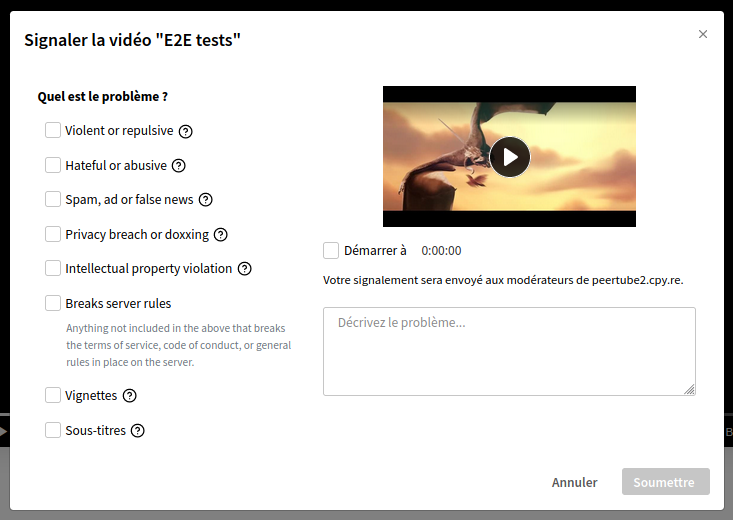 Signaler la vidéo "E2E tests"
×
Quel est le problème ?
Violent or repulsive ?
Hateful or abusive ?
Spam, ad or false news ?
Privacy breach or doxxing ?
Intellectual property violation ?
Breaks server rules
Anything not included in the above that breaks
the terms of service, code of conduct, or general
rules in place on the server.
Vignettes ?
Sous-titres ?
Démarrer à 0:00:00
Votre signalement sera envoyé aux modérateurs de peertube2.cpy.re.
Décrivez le problème...
Annuler
Soumettre